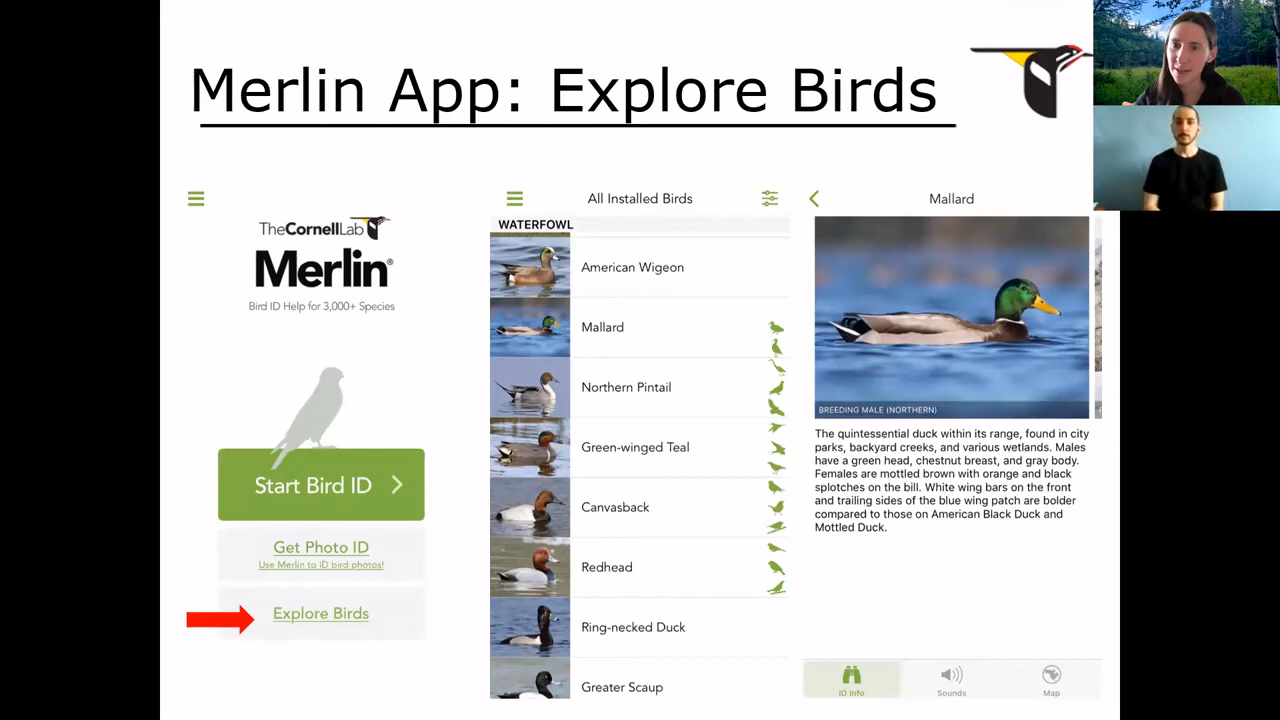 Merlin App: Explore Birds
TheCornellLab
Merlin®
Bird ID Help for 3,000+ Species
Start Bird ID
Get Photo ID
Use Merlin to ID bird photos!
Explore Birds
All Installed Birds
WATERFOWL
American Wigeon
Mallard
Northern Pintail
Green-winged Teal
Canvasback
Redhead
Ring-necked Duck
Greater Scaup
Mallard
BREEDING MALE (NORTHERN)
The quintessential duck within its range, found in city
parks, backyard creeks, and various wetlands. Males
have a green head, chestnut breast, and gray body.
Females are mottled brown with orange and black
splotches on the bill. White wing bars on the front
and trailing sides of the blue wing patch are bolder
compared to those on American Black Duck and
Mottled Duck.
ID Info
Sounds
Map